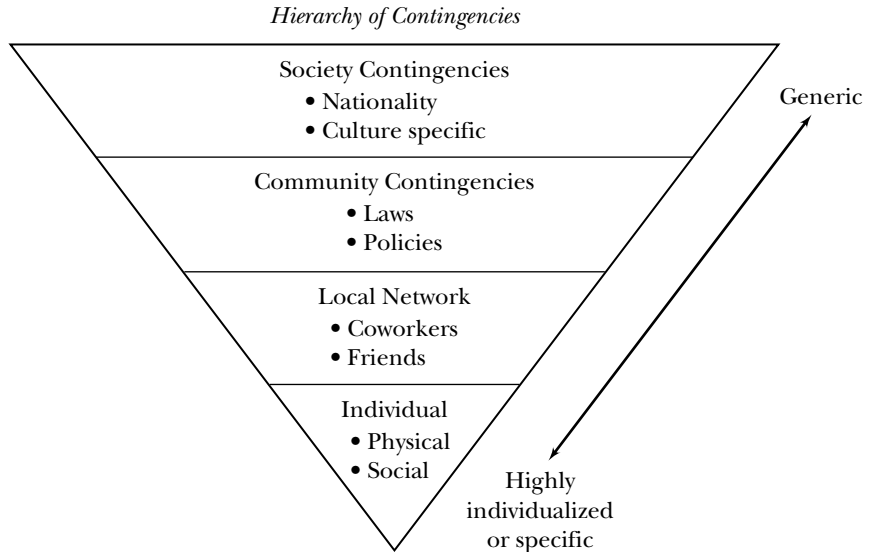 Hierarchy of Contingencies
Society Contingencies
• Nationality
• Culture specific
Generic
Community Contingencies
• Laws
• Policies
Local Network
• Coworkers
• Friends
Individual
• Physical
• Social
Highly
individualized
or specific